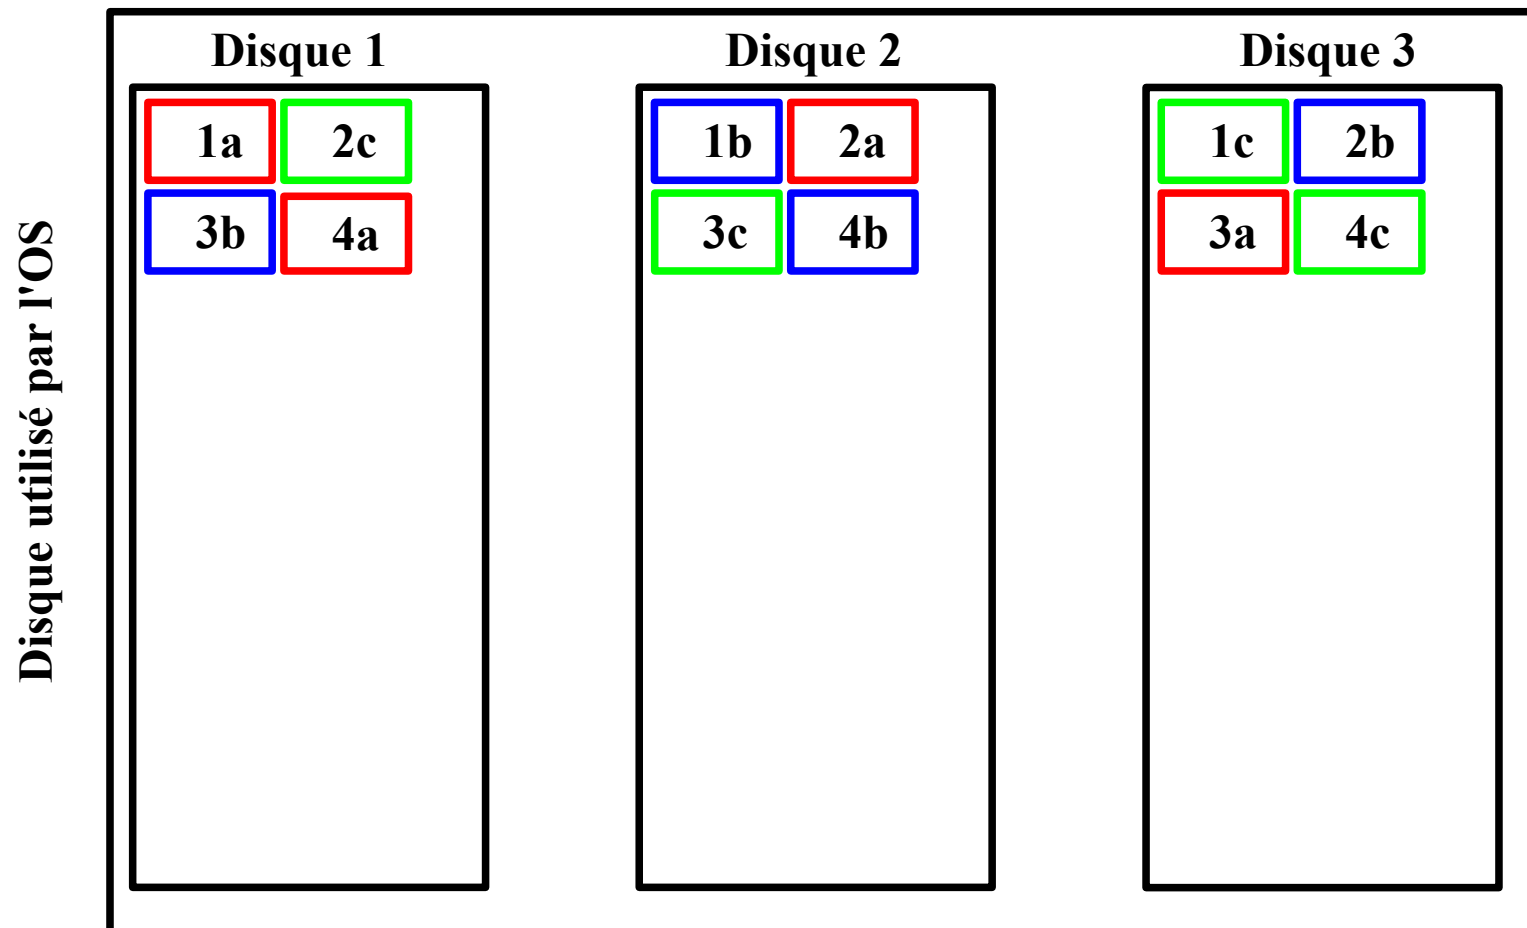 Disque utilisé par l'OS
Disque 1
1a 2c
3b 4a
Disque 2
1b 2a
3c 4b
Disque 3
1c 2b
3a 4c